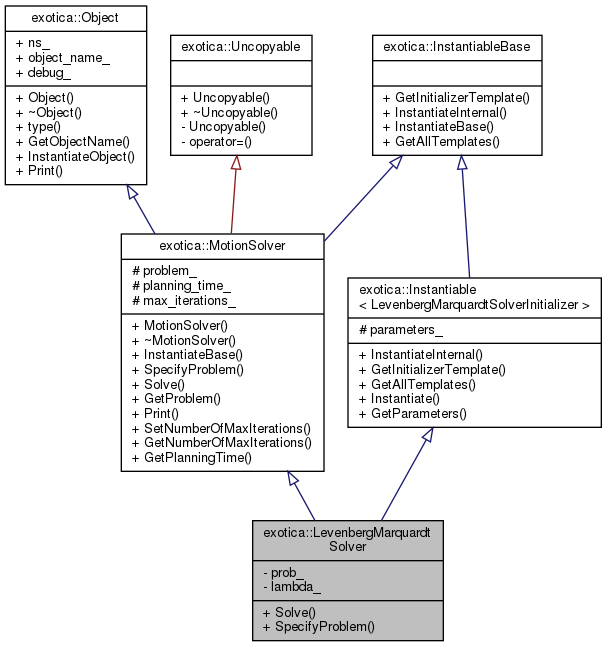 exotica::Object
+ ns_
+ object_name_
+ debug_
+ Object()
+ ~Object()
+ type()
+ GetObjectName()
+ InstantiateObject()
+ Print()
exotica::Uncopyable
+ Uncopyable()
+ ~Uncopyable()
- Uncopyable()
- operator=()
exotica::InstantiableBase
+ GetInitializerTemplate()
+ InstantiateInternal()
+ InstantiateBase()
+ GetAllTemplates()
exotica::MotionSolver
# problem_
# planning_time_
# max_iterations_
+ MotionSolver()
+ ~MotionSolver()
+ InstantiateBase()
+ SpecifyProblem()
+ Solve()
+ GetProblem()
+ Print()
+ SetNumberOfMaxIterations()
+ GetNumberOfMaxIterations()
+ GetPlanningTime()
exotica::Instantiable
< LevenbergMarquardtSolverInitializer >
# parameters_
+ InstantiateInternal()
+ GetInitializerTemplate()
+ GetAllTemplates()
+ Instantiate()
+ GetParameters()
exotica::LevenbergMarquardt
Solver
- prob_
- lambda_
+ Solve()
+ SpecifyProblem()